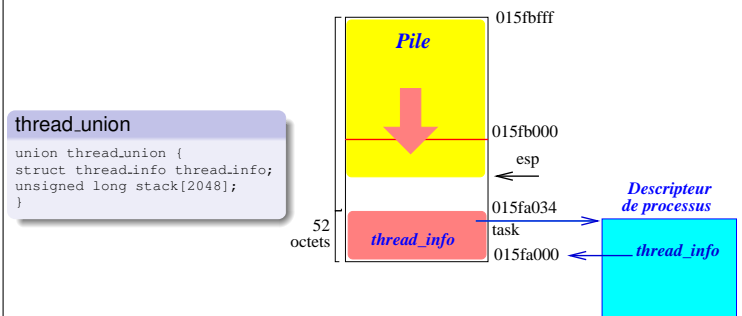 thread_union
union thread_union {
struct thread_info thread_info;
unsigned long stack[2048];
}
Pile
015fbfff
015fb000
esp
015fa034
task
015fa000
52
octets
thread_info
Descripteur
de processus
thread_info